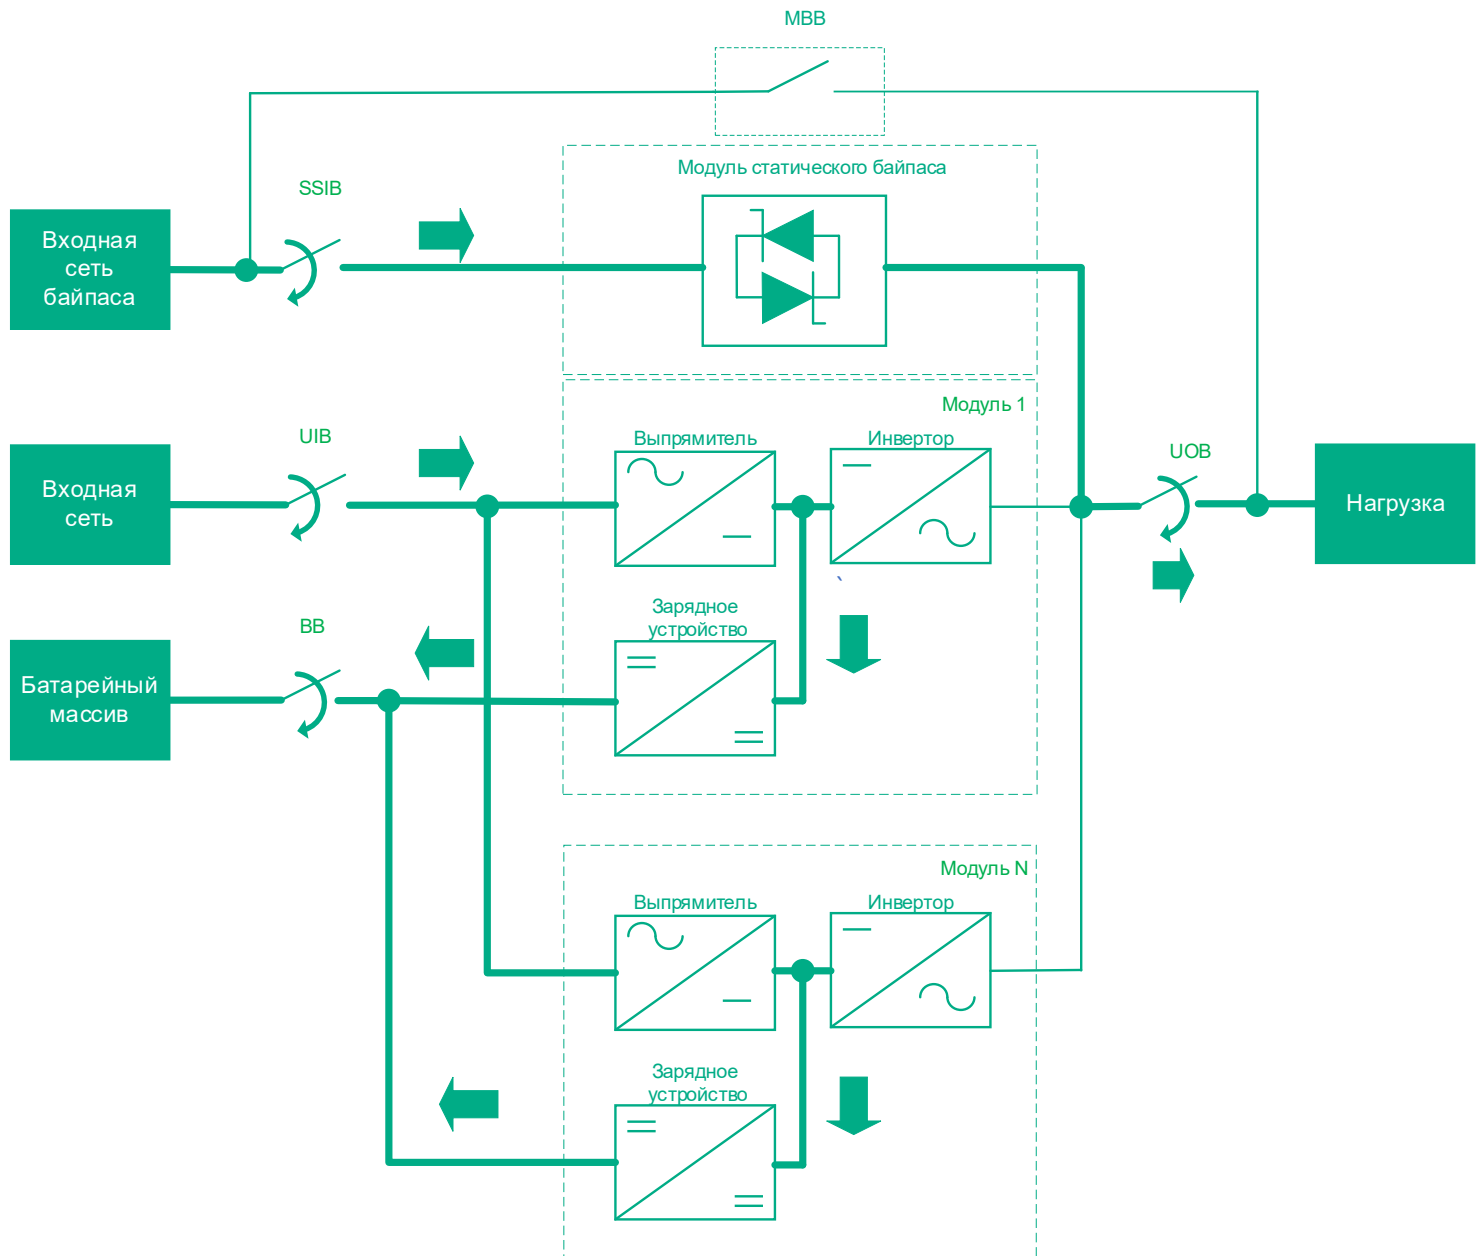 MBB
Модуль статического байпаса
SSIB
Входная
сеть
байпаса
Модуль 1
UIB
Выпрямитель
Инвертор
UOB
Входная
сеть
Нагрузка
Зарядное
устройство
BB
Батарейный
массив
Модуль N
Выпрямитель
Инвертор
Зарядное
устройство